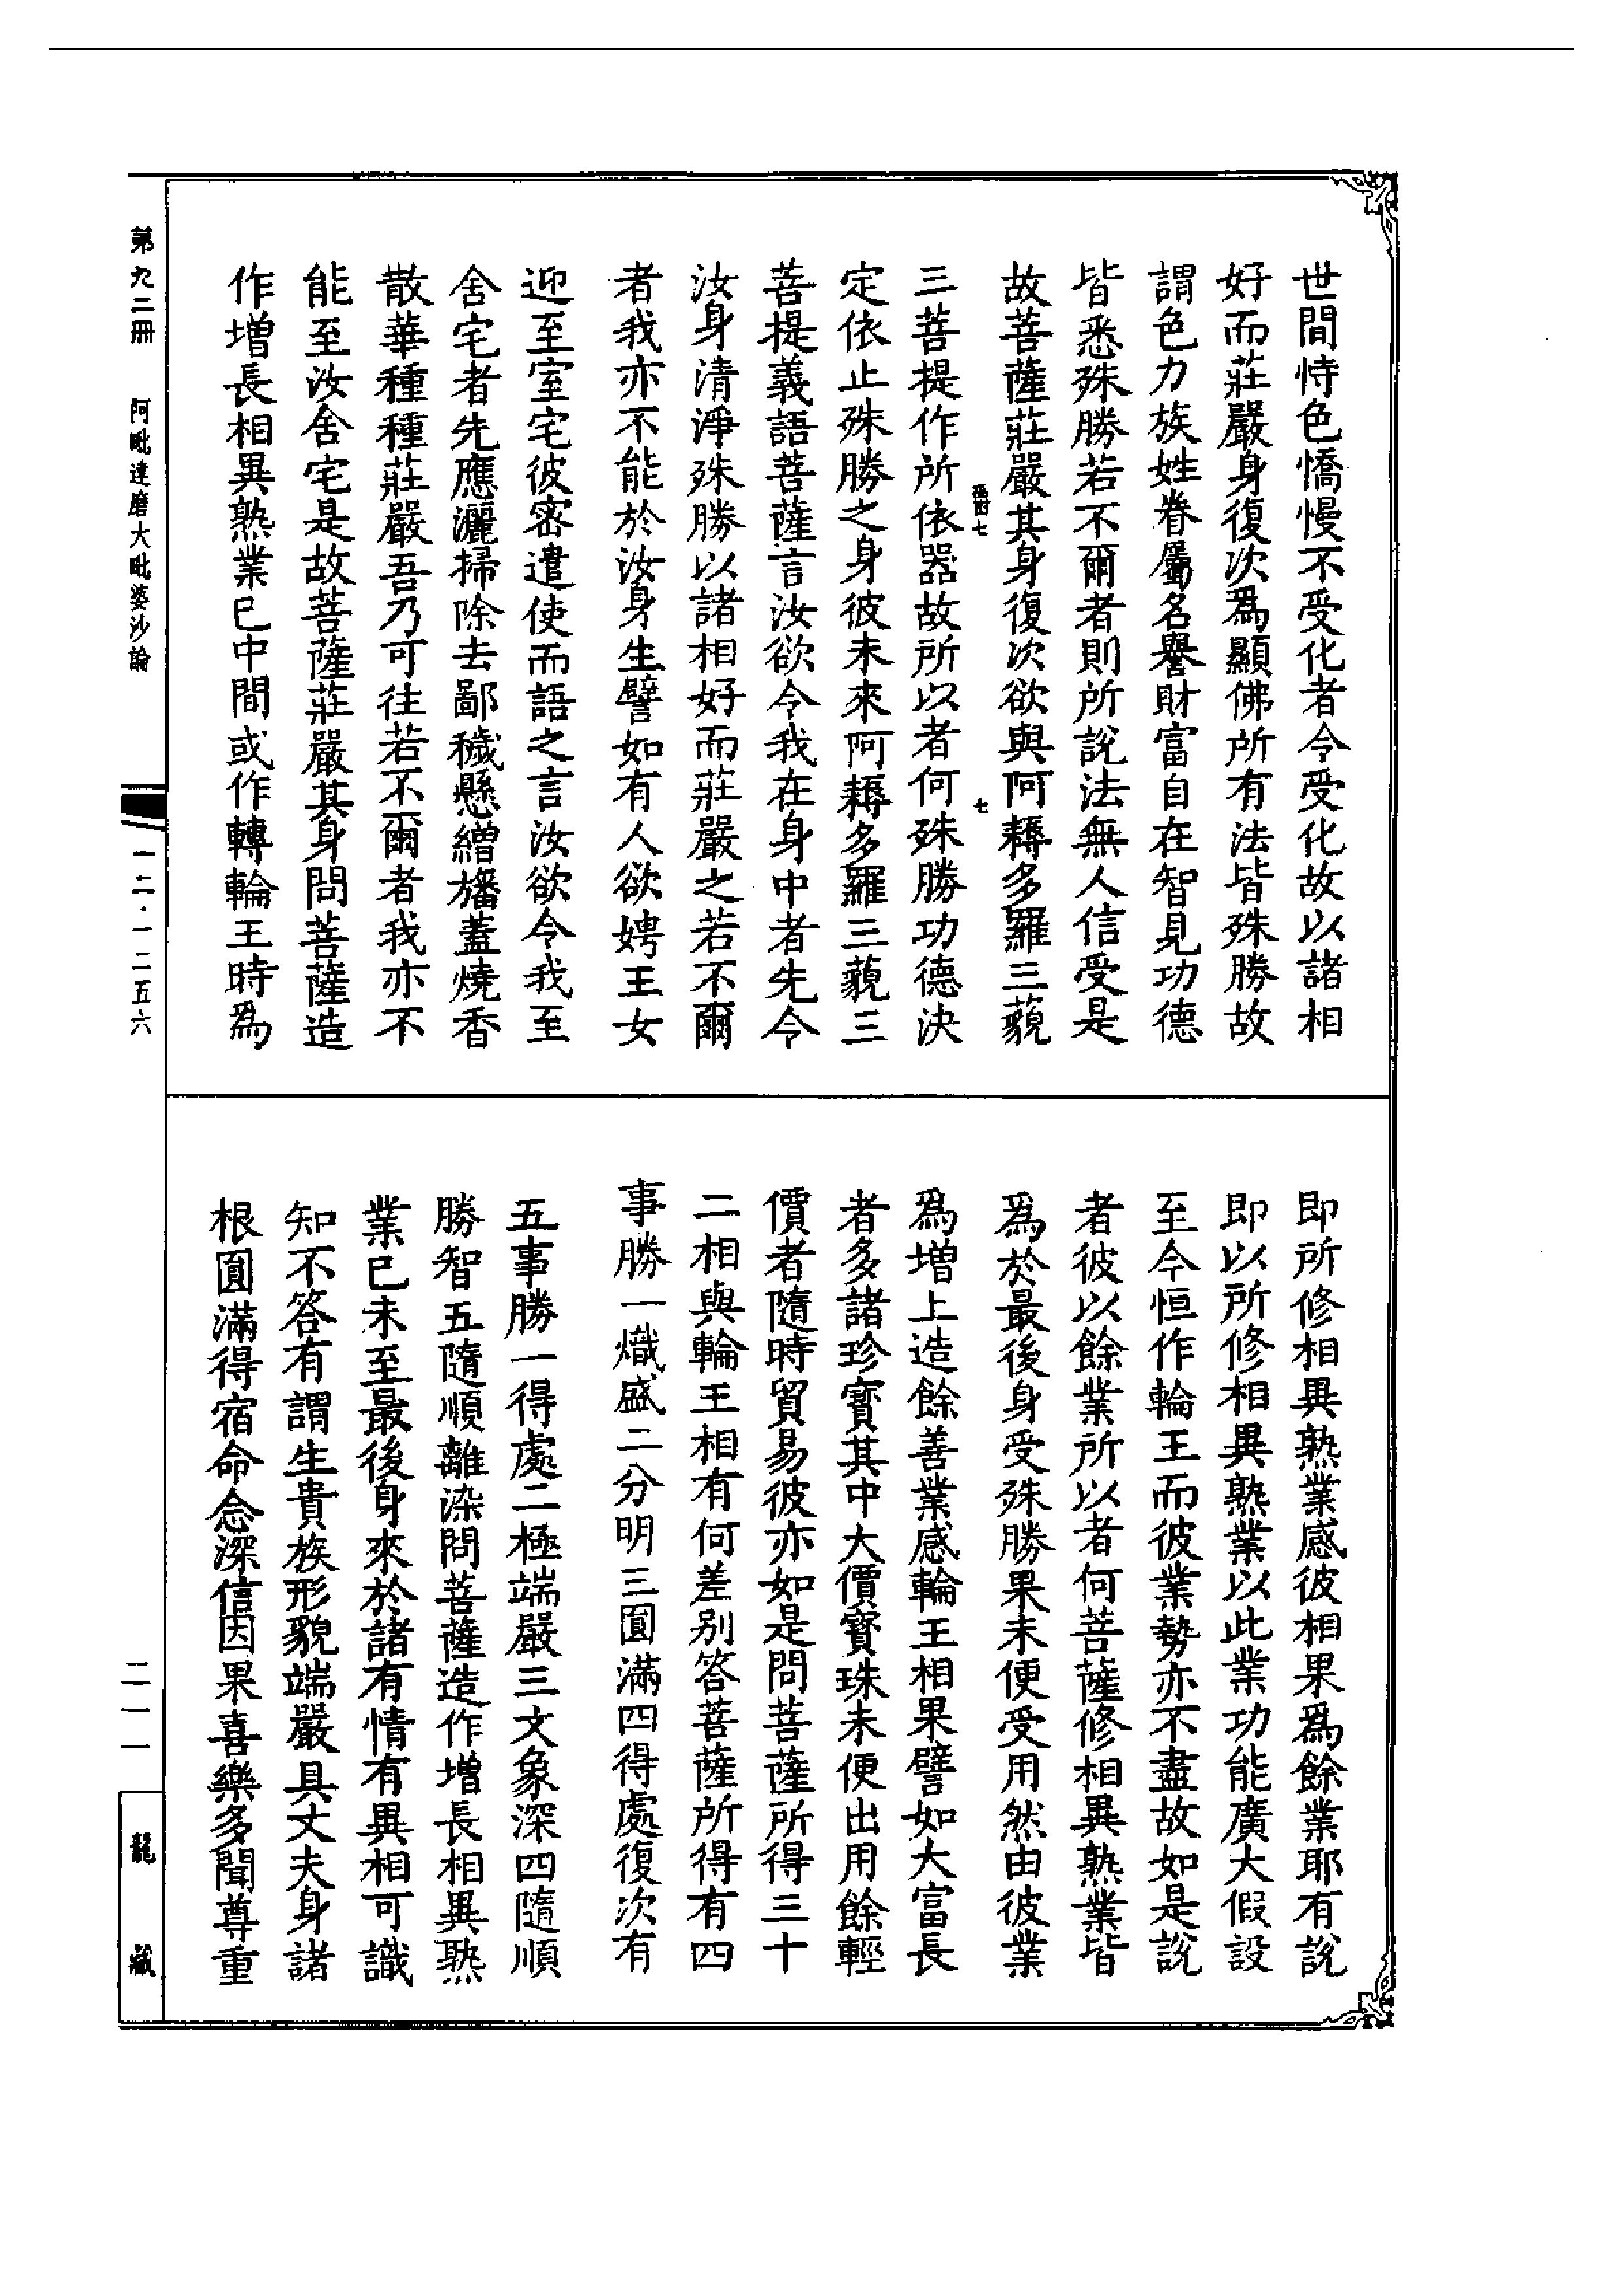 世間恃色憍慢不受化者令受化故以諸相
好而莊嚴身復次爲顯佛所有法皆殊勝故
謂色力族姓眷屬名譽財富自在智見功德
皆悉殊勝若不爾者則所說法無人信受是
故菩薩莊嚴其身復次欲與阿耨多羅三藐
七
三菩提作所依器故所以者何殊勝功德決
定依止殊勝之身彼未來阿耨多羅三藐三
菩提義語菩薩言汝欲令我在身中者先令
汝身清淨殊勝以諸相好而莊嚴之若不爾
者我亦不能於汝身生譬如有人欲娉王女
迎至室宅彼密遣使而語之言汝欲令我至
舍宅者先應灑掃除去鄙穢懸繒旛蓋燒香
散華種種莊嚴吾乃可往若不爾者我亦不
能至汝舍宅是故菩薩莊嚴其身問菩薩造
作增長相異熟業已中間或作轉輪王時爲
即所修相異熟業感彼相果爲餘業耶有說
即以所修相異熟業以此業功能廣大假設
至今恒作輪王而彼業勢亦不盡故如是說
者彼以餘業所以者何菩薩修相異熟業皆
爲於最後身受殊勝果未便受用然由彼業
爲增上造餘善業感輪王相果譬如大富長
者多諸珍寶其中大價寶珠未便出用餘輕
價者隨時貿易彼亦如是問菩薩所得三十
二相與輪王相有何差別答菩薩所得有四
事勝一熾盛二分明三圓滿四得處復次有
五事勝一得處二極端嚴三文象深四隨順
勝智五隨順離染問菩薩造作增長相異熟
業已未至最後身來於諸有情有異相可識
知不答有謂生貴族形貌端嚴具丈夫身諸
根圓滿得宿命念深信因果喜樂多聞尊重
第九二冊 阿毗達磨大毗婆沙論
一二·一二五六
二一一
龍藏